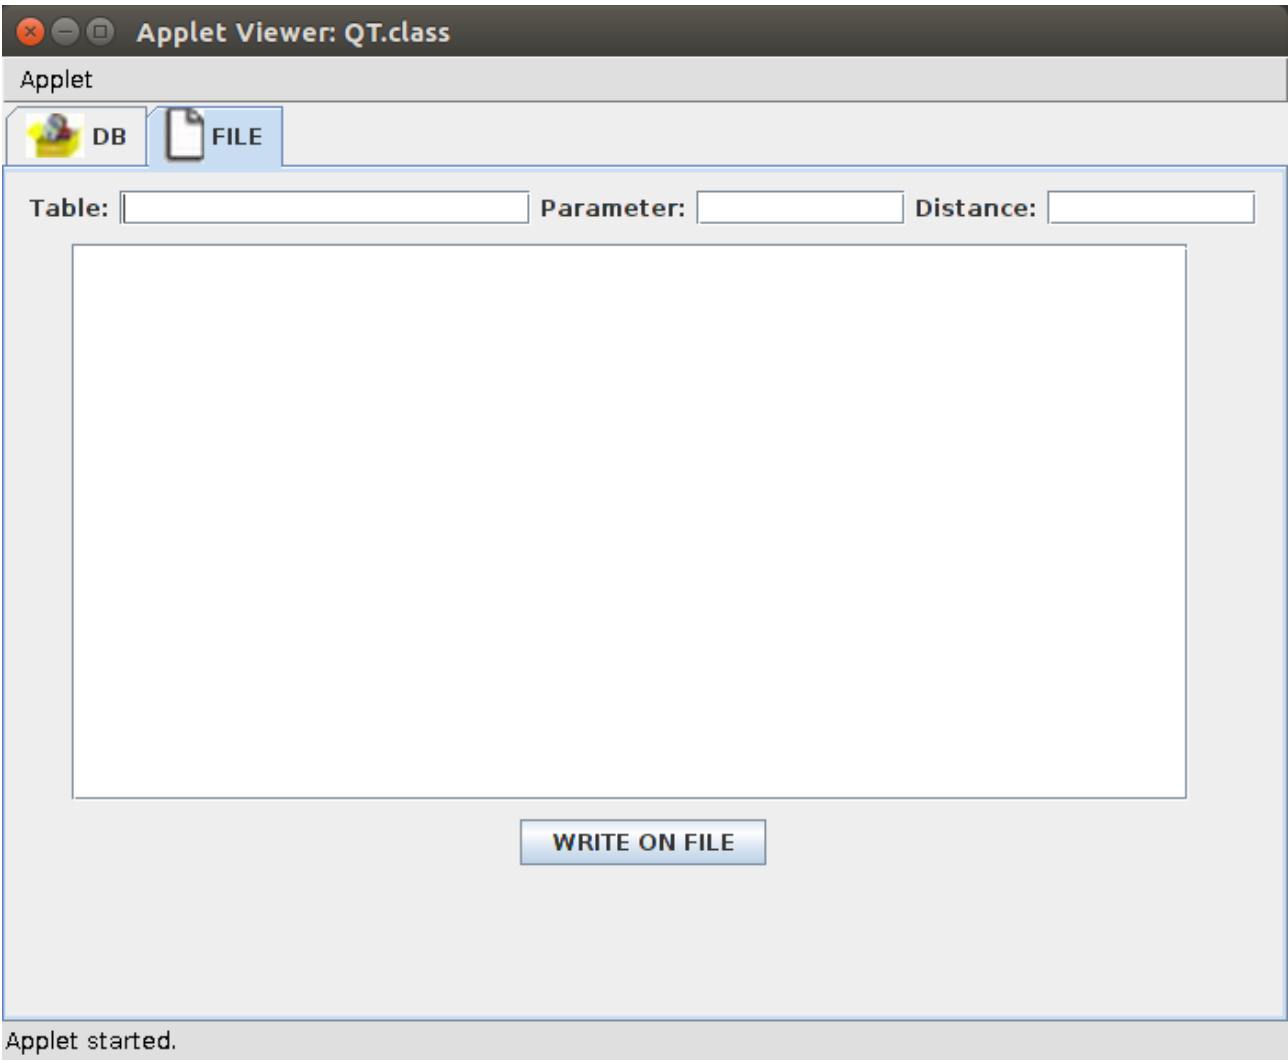 Applet Viewer: QT.class
Applet
DB FILE
Table: Parameter: Distance:
WRITE ON FILE
Applet started.